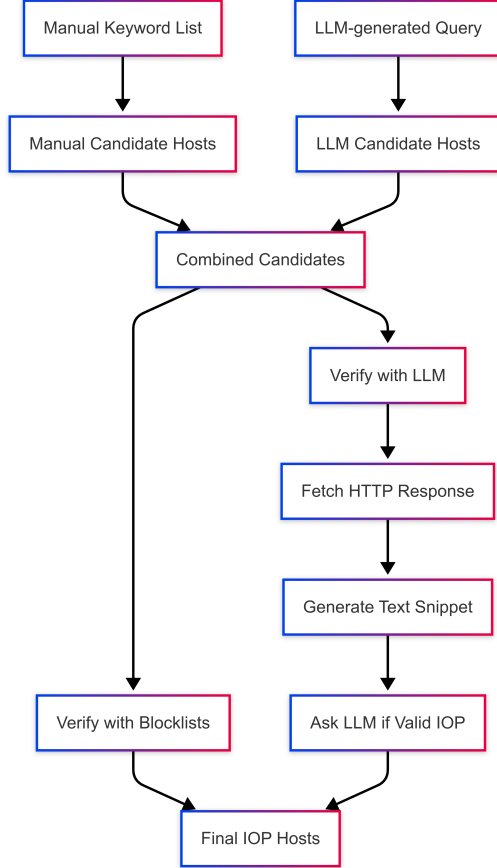 Manual Keyword List
LLM-generated Query
Manual Candidate Hosts
LLM Candidate Hosts
Combined Candidates
Verify with LLM
Fetch HTTP Response
Generate Text Snippet
Verify with Blocklists
Ask LLM if Valid IOP
Final IOP Hosts